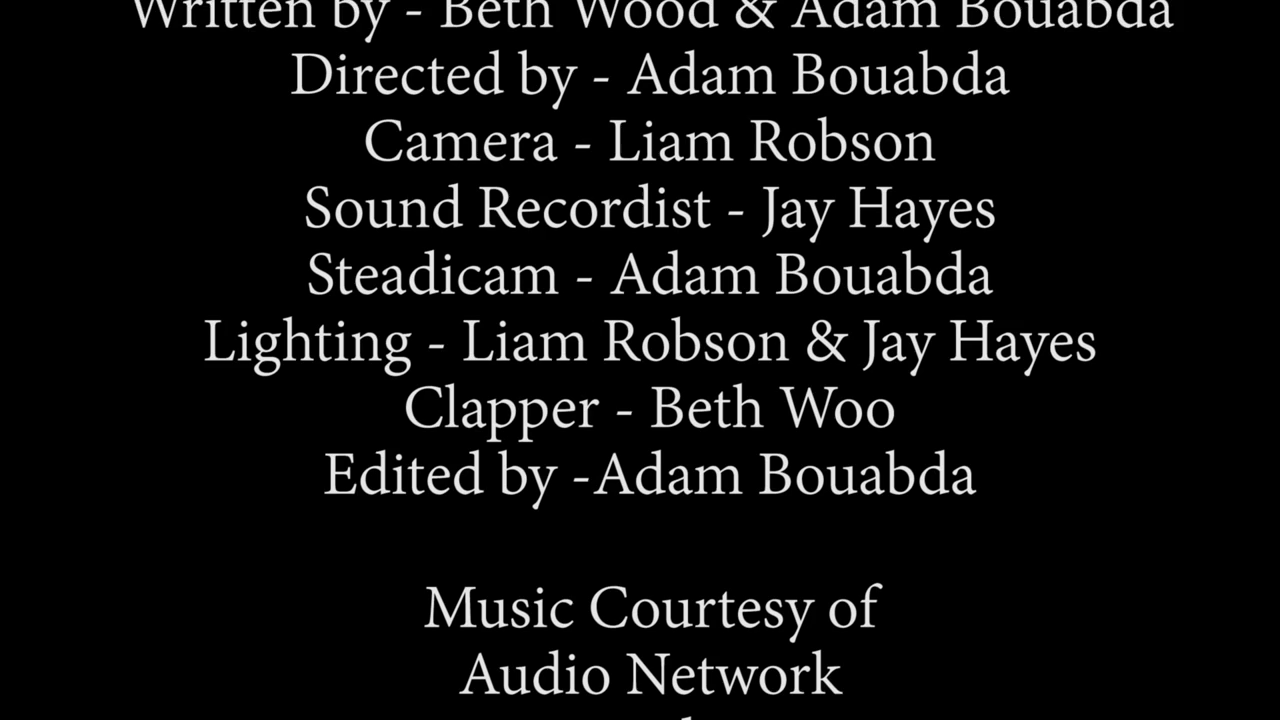 Written by - Beth Wood & Adam Bouabda
Directed by - Adam Bouabda
Camera - Liam Robson
Sound Recordist - Jay Hayes
Steadicam - Adam Bouabda
Lighting - Liam Robson & Jay Hayes
Clapper - Beth Woo
Edited by -Adam Bouabda
Music Courtesy of
Audio Network